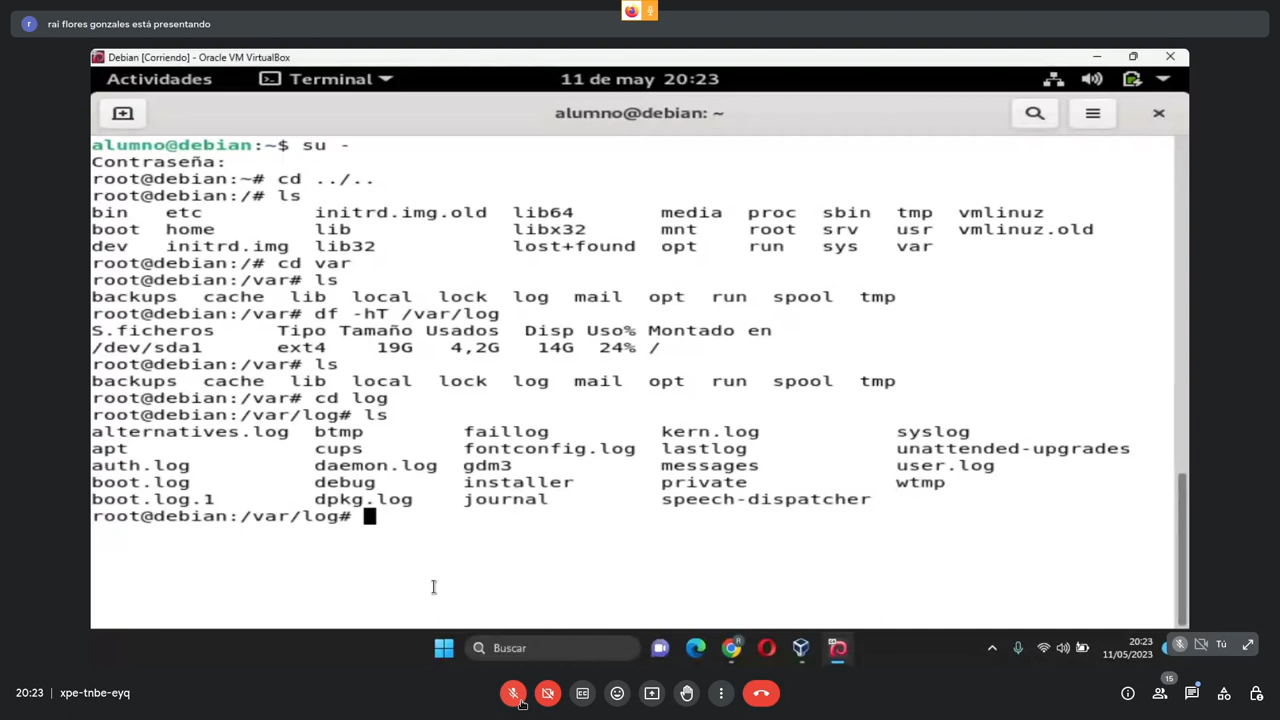 rai flores gonzales está presentando
Debian [Corriendo] - Oracle VM VirtualBox
Actividades Terminal 11 de may 20:23
alumno@debian: ~
alumno@debian:~$ su -
Contraseña:
root@debian:~# cd ../..
root@debian:/# ls
bin etc initrd.img.old lib64 media proc sbin tmp vmlinuz
boot home lib libx32 mnt root srv usr vmlinuz.old
dev initrd.img lib32 lost+found opt run sys var
root@debian:/# cd var
root@debian:/var# ls
backups cache lib local lock log mail opt run spool tmp
root@debian:/var# df -hT /var/log
S.ficheros Tipo Tamaño Usados Disp Uso% Montado en
/dev/sda1 ext4 19G 4,2G 14G 24% /
root@debian:/var# ls
backups cache lib local lock log mail opt run spool tmp
root@debian:/var# cd log
root@debian:/var/log# ls
alternatives.log btmp faillog kern.log syslog
apt cups fontconfig.log lastlog unattended-upgrades
auth.log daemon.log gdm3 messages user.log
boot.log debug installer private wtmp
boot.log.1 dpkg.log journal speech-dispatcher
root@debian:/var/log#
Buscar
20:23
11/05/2023
Tú
20:23 xpe-tnbe-eyq
15